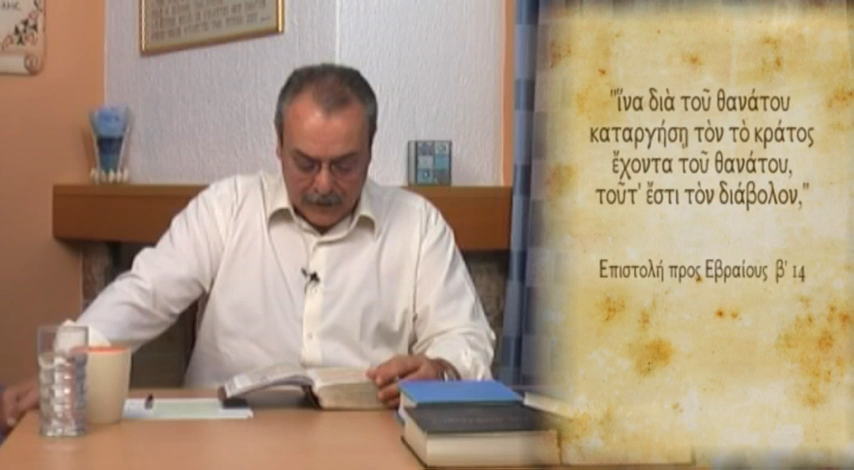 "ἵνα διὰ τοῦ θανάτου
καταργήσῃ τὸν τὸ κράτος
ἔχοντα τοῦ θανάτου,
τοῦτ' ἔστι τὸν διάβολον,"
Επιστολή προς Εβραίους β' 14